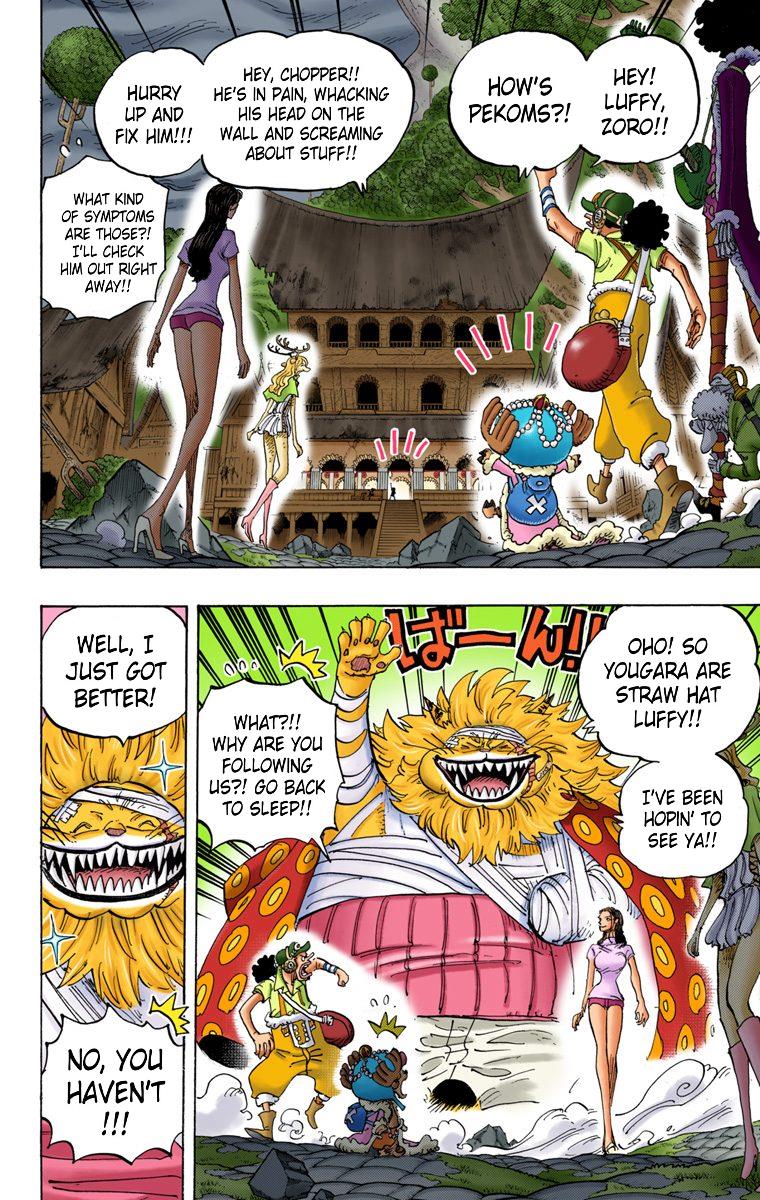 HEY!
LUFFY,
ZORO!!
HOW'S
PEKOMS?!
HEY, CHOPPER!!
HE'S IN PAIN, WHACKING
HIS HEAD ON THE
WALL AND SCREAMING
ABOUT STUFF!!
HURRY
UP AND
FIX HIM!!!
WHAT KIND
OF SYMPTOMS
ARE THOSE?!
I'LL CHECK
HIM OUT RIGHT
AWAY!!
ばーん!!
OHO! SO
YOUGARA ARE
STRAW HAT
LUFFY!!
I'VE BEEN
HOPIN' TO
SEE YA!!
WHAT?!!
WHY ARE YOU
FOLLOWING
US?! GO BACK
TO SLEEP!!
WELL, I
JUST GOT
BETTER!
NO, YOU
HAVEN'T
!!!